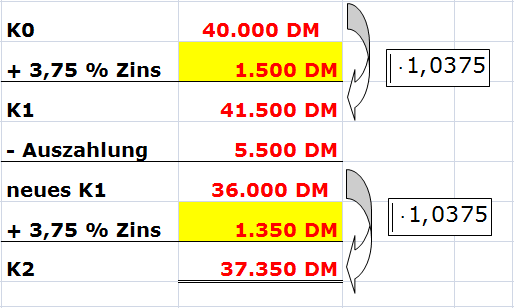 K0 40.000 DM
+ 3,75 % Zins 1.500 DM
|·1,0375
K1 41.500 DM
- Auszahlung 5.500 DM
neues K1 36.000 DM
+ 3,75 % Zins 1.350 DM
|·1,0375
K2 37.350 DM